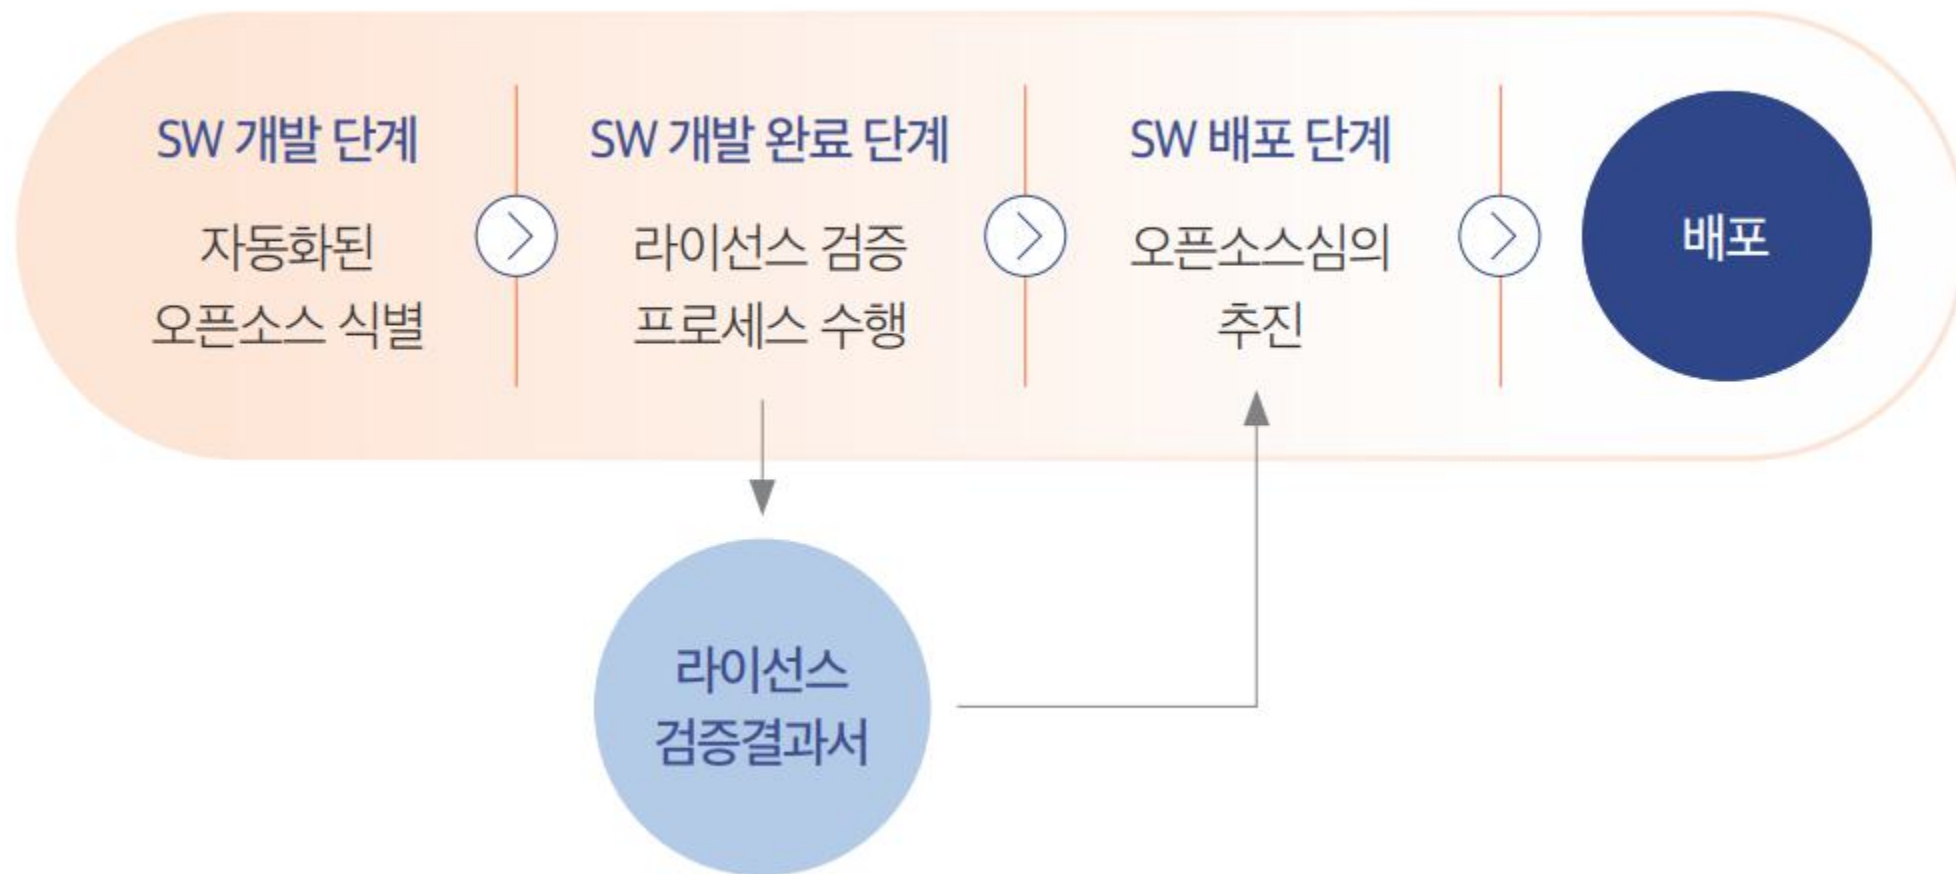 SW 개발 단계
자동화된
오픈소스 식별
SW 개발 완료 단계
라이선스 검증
프로세스 수행
SW 배포 단계
오픈소스심의
추진
배포
라이선스
검증결과서